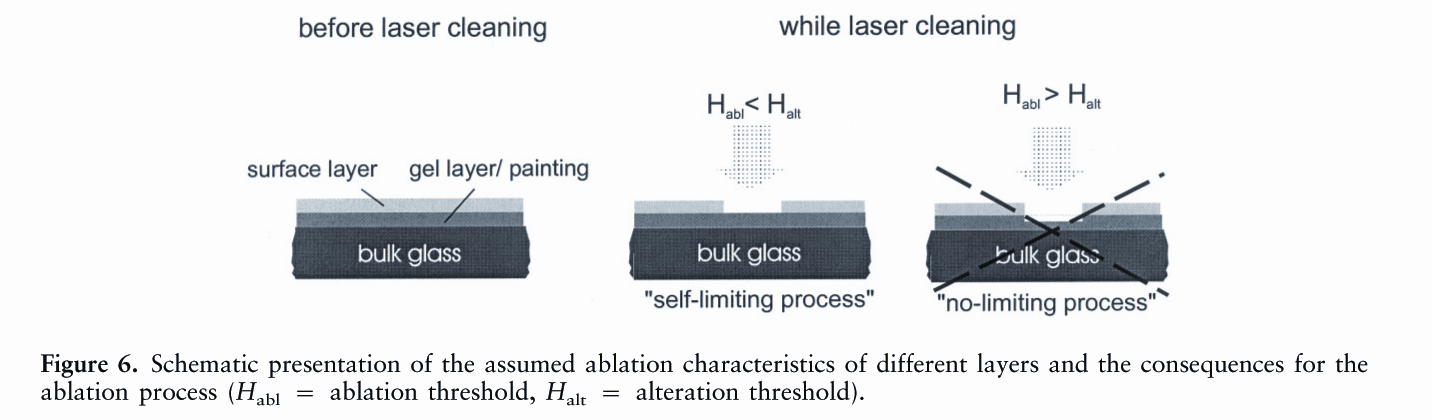 before laser cleaning
while laser cleaning
H_abl < H_alt
H_abl > H_alt
surface layer
gel layer/ painting
bulk glass
bulk glass
bulk glass
"self-limiting process"
"no-limiting process"
Figure 6. Schematic presentation of the assumed ablation characteristics of different layers and the consequences for the
ablation process (H_abl = ablation threshold, H_alt = alteration threshold).